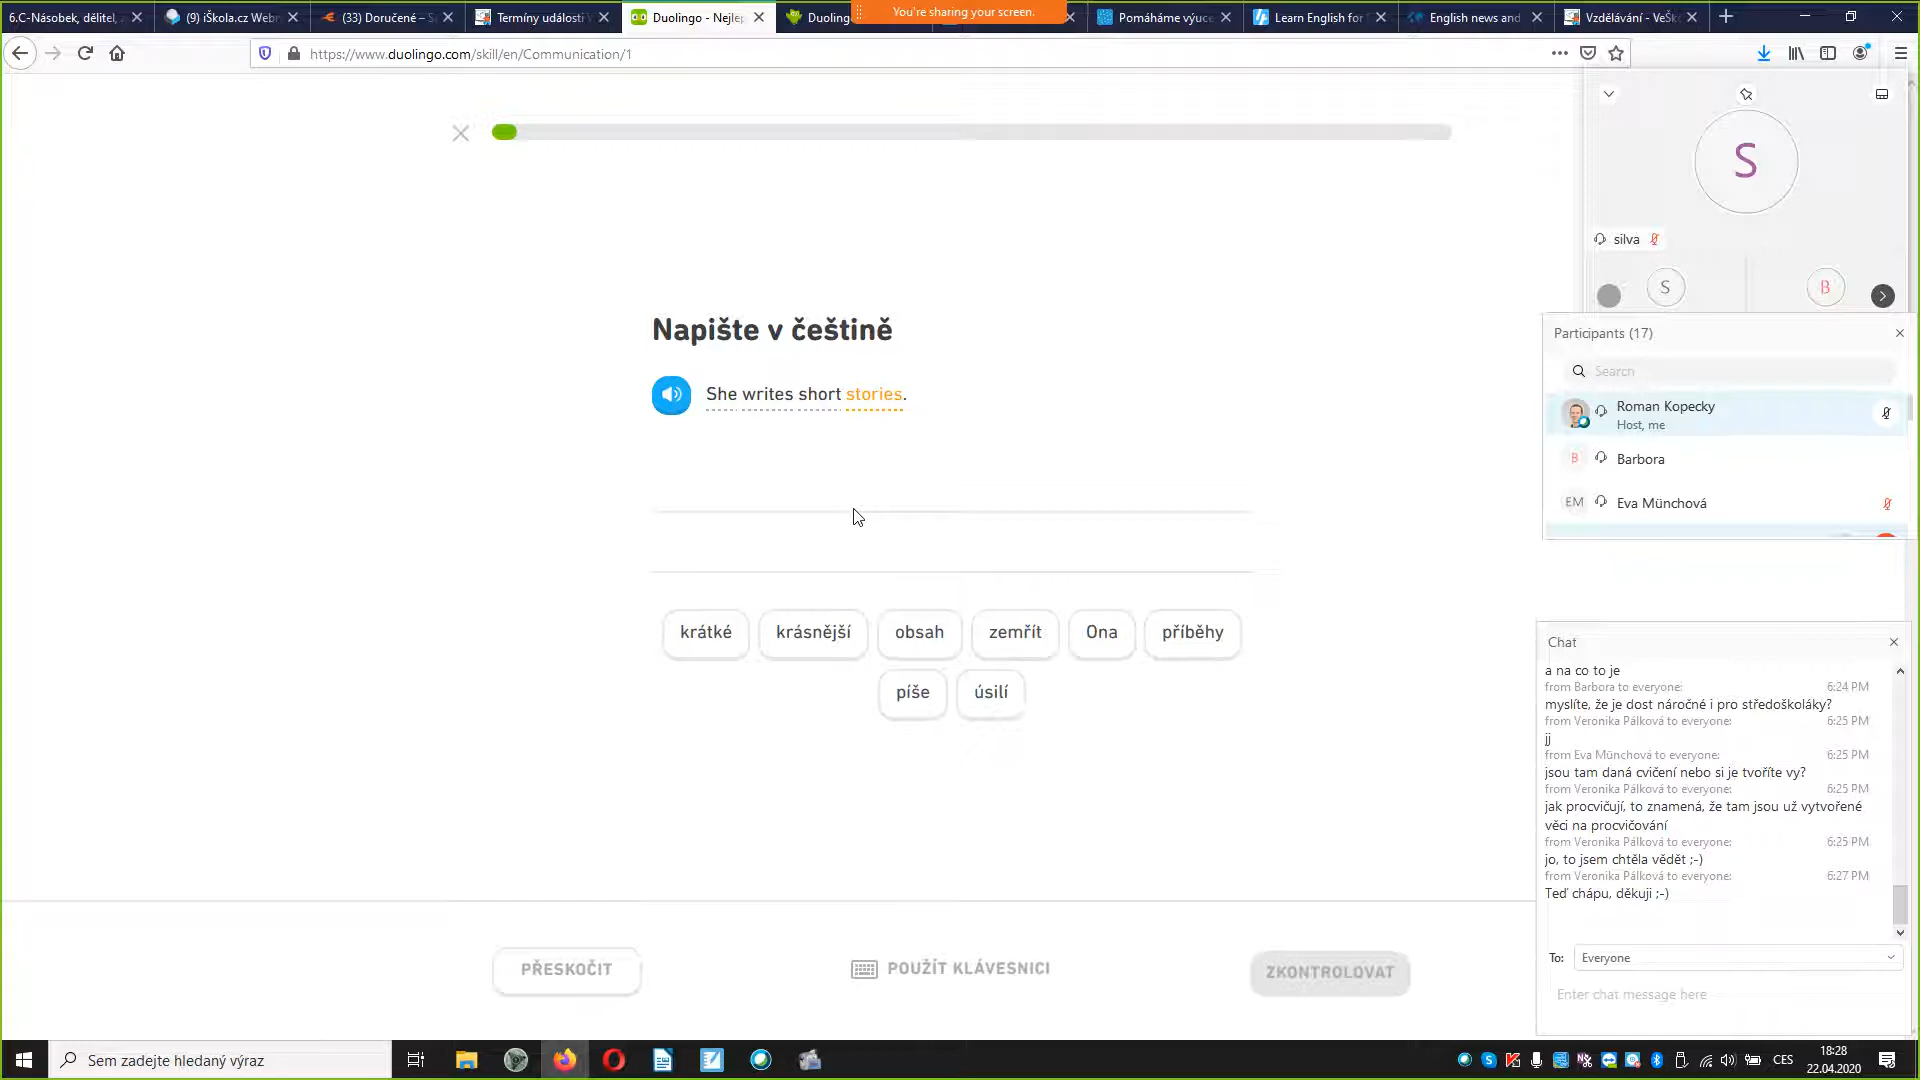 6.C-Násobek, dělitel,
(9) iŠkola.cz Webn
(33) Doručené – S
Termíny událostí
Duolingo - Nejlep
Duoling
You're sharing your screen.
Pomáháme výuce
Learn English for
English news and
Vzdělávání - VeŠk
https://www.duolingo.com/skill/en/Communication/1
S
silva
S
B
Napište v češtině
She writes short stories.
Participants (17)
Search
Roman Kopecky
Host, me
B
Barbora
EM
Eva Münchová
krátké
krásnější
obsah
zemřít
Ona
příběhy
píše
úsilí
Chat
a na co to je
from Barbora to everyone:
6:24 PM
myslíte, že je dost náročné i pro středoškoláky?
from Veronika Pálková to everyone:
6:25 PM
jj
from Eva Münchová to everyone:
6:25 PM
jsou tam daná cvičení nebo si je tvoříte vy?
from Veronika Pálková to everyone:
6:25 PM
jak procvičují, to znamená, že tam jsou už vytvořené
věci na procvičování
from Veronika Pálková to everyone:
6:25 PM
jo, to jsem chtěla vědět ;-)
from Veronika Pálková to everyone:
6:27 PM
Teď chápu, děkuji ;-)
To:
Everyone
Enter chat message here
PŘESKOČIT
POUŽÍT KLÁVESNICI
ZKONTROLOVAT
Sem zadejte hledaný výraz
CES
18:28
22.04.2020